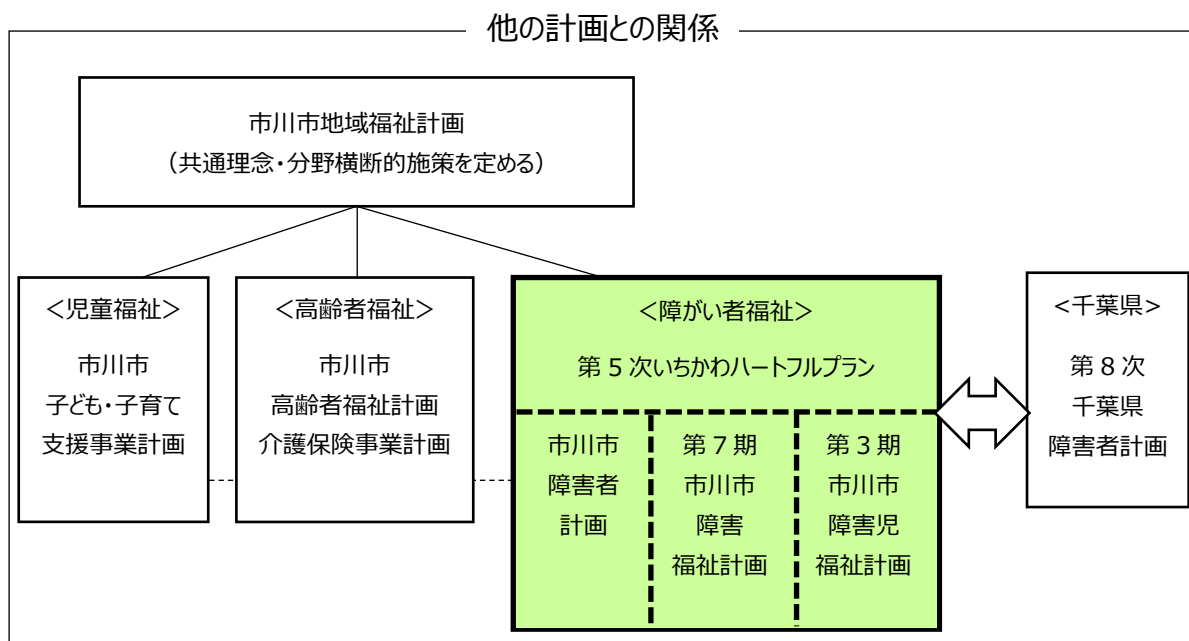 他の計画との関係
市川市地域福祉計画
（共通理念・分野横断的施策を定める）
＜児童福祉＞
市川市
子ども・子育て
支援事業計画
＜高齢者福祉＞
市川市
高齢者福祉計画
介護保険事業計画
＜障がい者福祉＞
第５次いちかわハートフルプラン
市川市
障害者
計画
第７期
市川市
障害
福祉計画
第３期
市川市
障害児
福祉計画
<千葉県>
第８次
千葉県
障害者計画